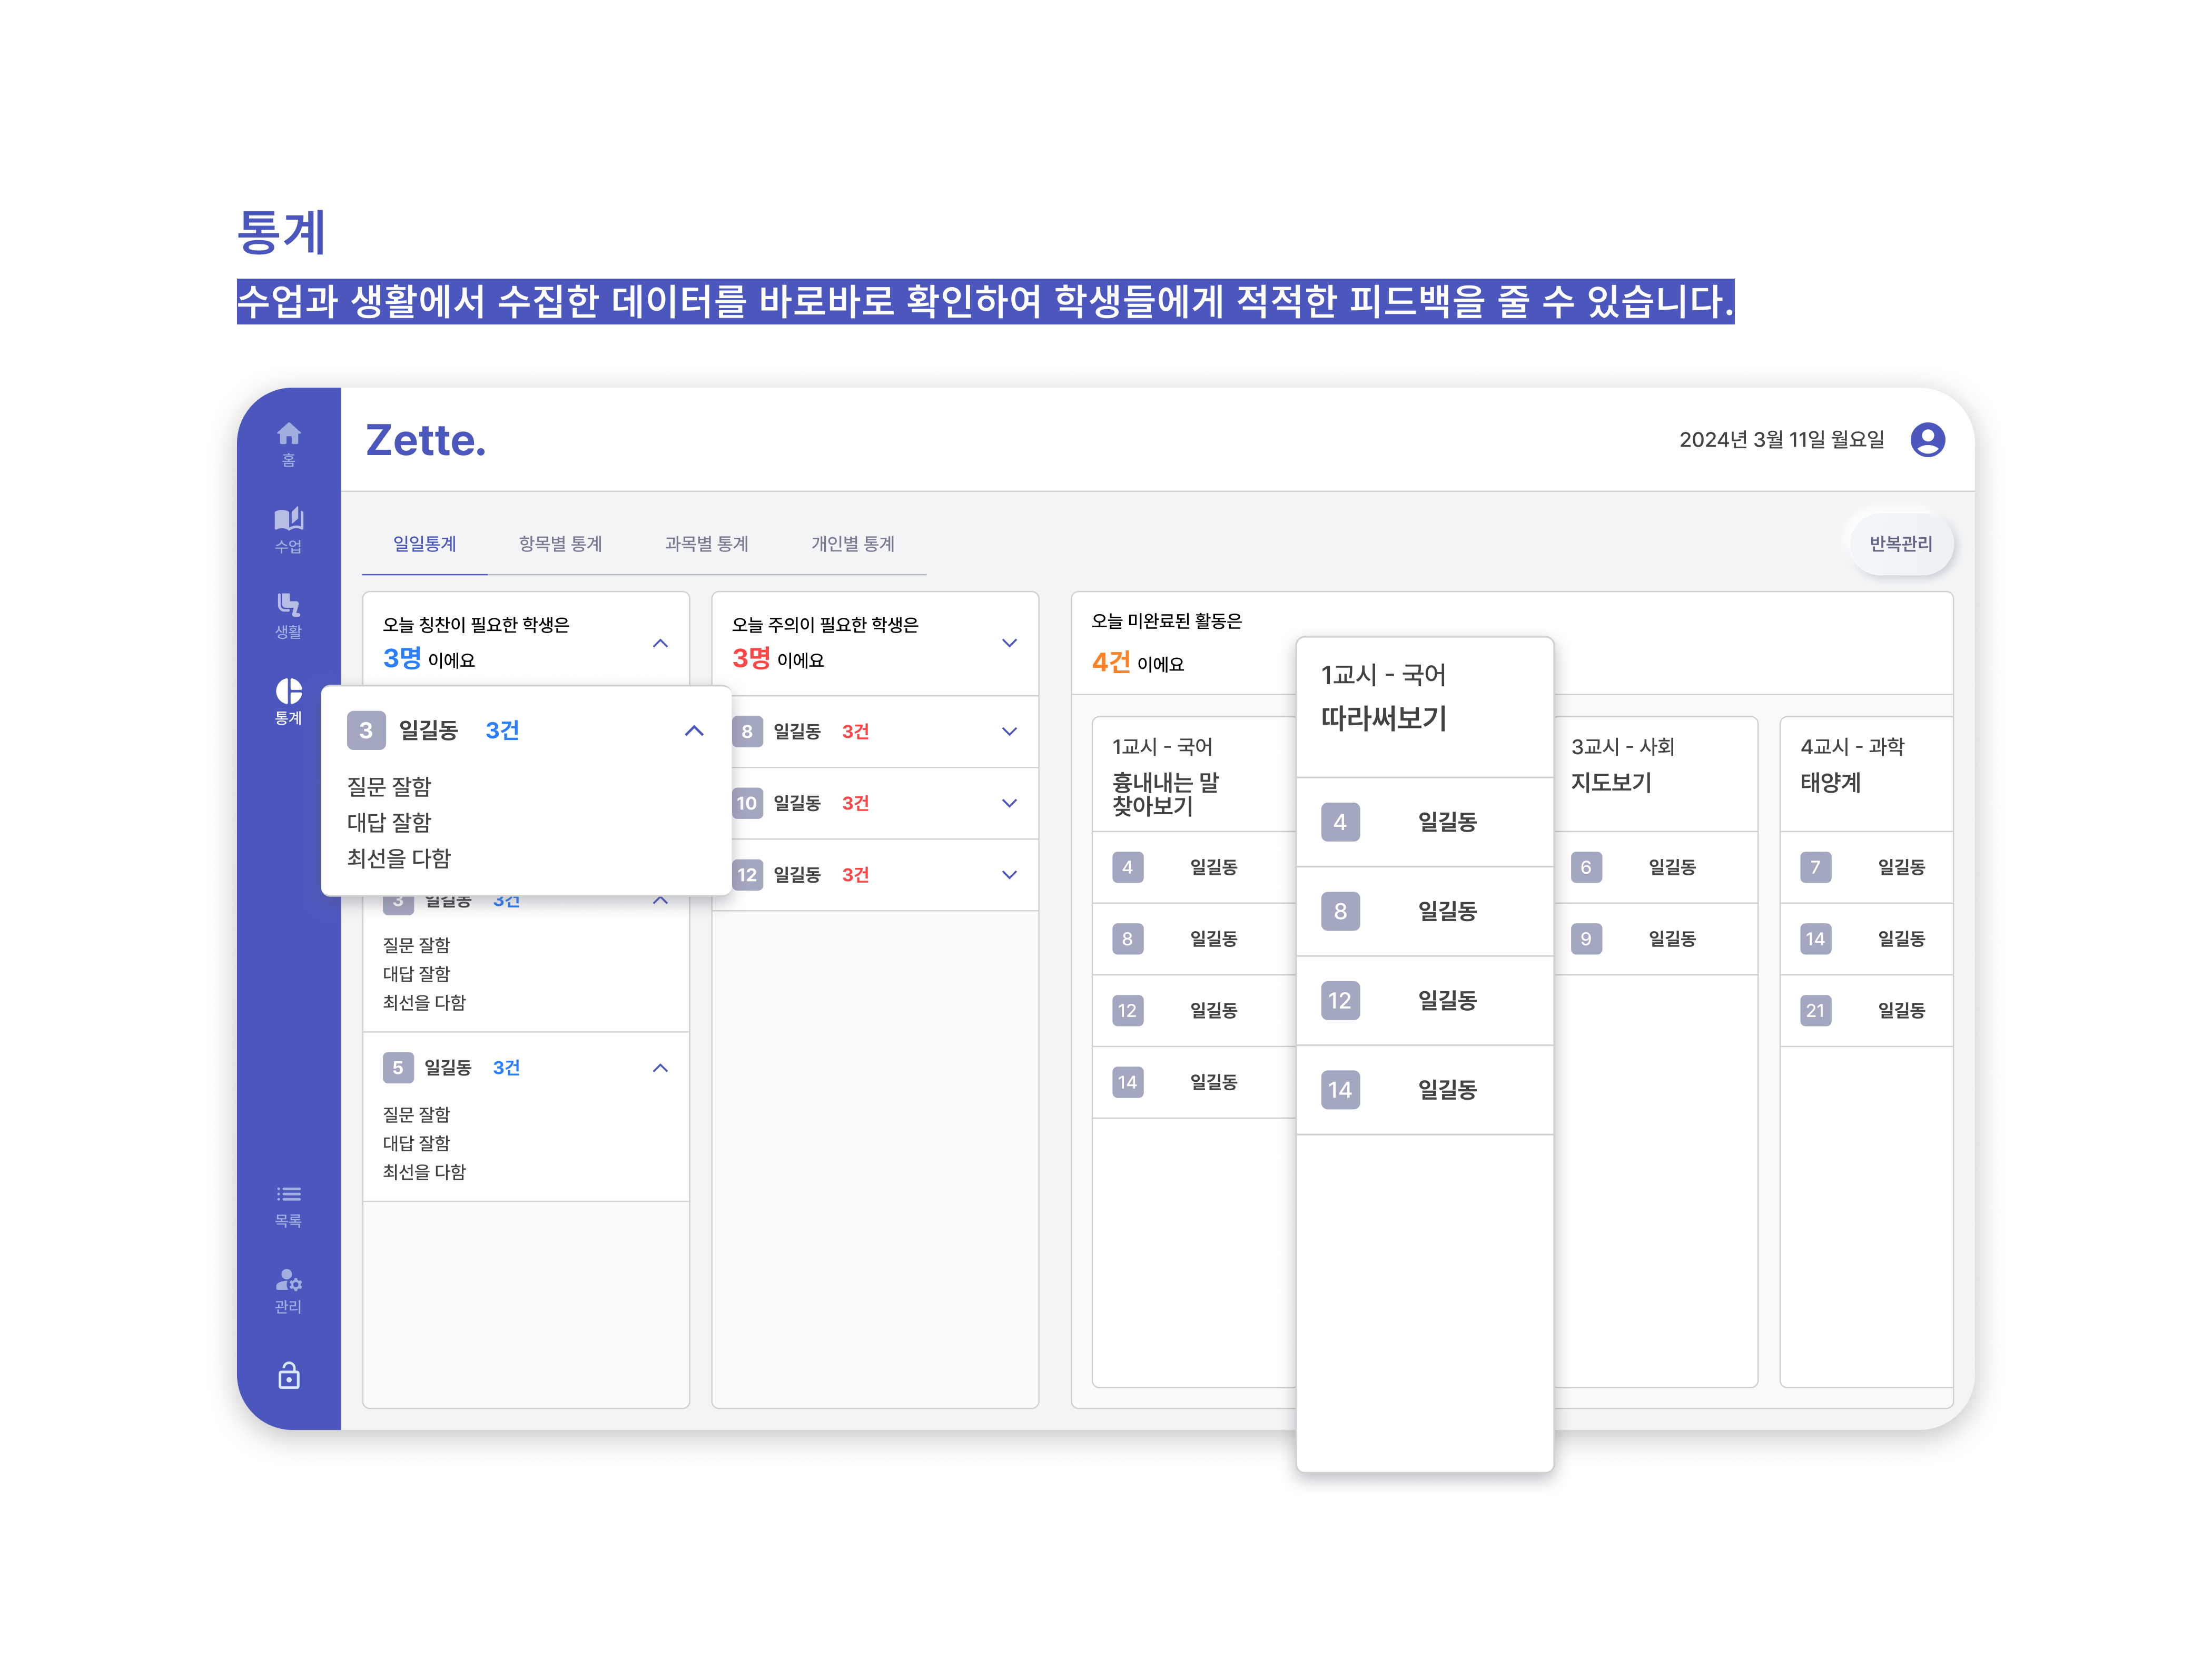 통계
수업과 생활에서 수집한 데이터를 바로바로 확인하여 학생들에게 적적한 피드백을 줄 수 있습니다.
홈
수업
생활
통계
목록
관리
Zette.
2024년 3월 11일 월요일
일일통계
항목별 통계
과목별 통계
개인별 통계
반복관리
오늘 칭찬이 필요한 학생은
3명 이에요
3 일길동 3건
질문 잘함
대답 잘함
최선을 다함
3 일길동 3건
질문 잘함
대답 잘함
최선을 다함
5 일길동 3건
질문 잘함
대답 잘함
최선을 다함
오늘 주의이 필요한 학생은
3명 이에요
8 일길동 3건
10 일길동 3건
12 일길동 3건
오늘 미완료된 활동은
4건 이에요
1교시 - 국어
흉내내는 말
찾아보기
4 일길동
8 일길동
12 일길동
14 일길동
1교시 - 국어
따라써보기
4 일길동
8 일길동
12 일길동
14 일길동
3교시 - 사회
지도보기
6 일길동
9 일길동
4교시 - 과학
태양계
7 일길동
14 일길동
21 일길동